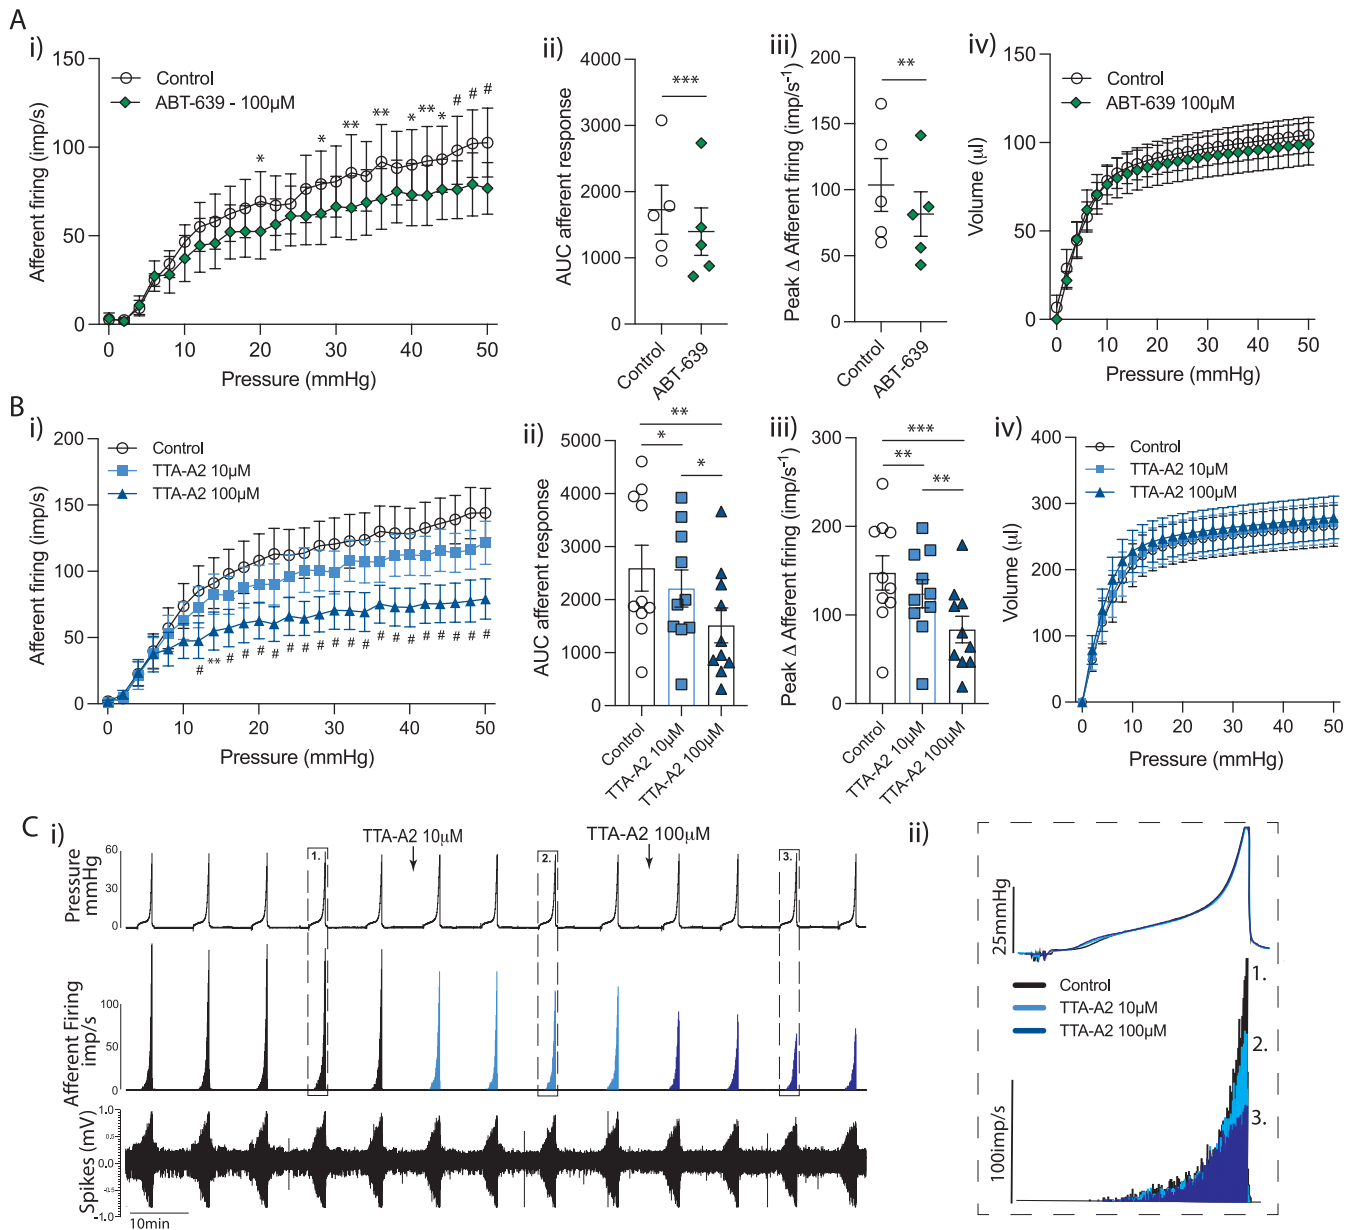 A
i)
150
100
50
0
Afferent firing (imp/s)
Control
ABT-639 - 100µM
* * ** ** * ** * # # #
0 10 20 30 40 50
Pressure (mmHg)
ii)
4000
3000
2000
1000
0
AUC afferent response
***
Control
ABT-639
iii)
200
150
100
50
0
Peak Δ Afferent firing (imp/s⁻¹)
**
Control
ABT-639
iv)
150
100
50
0
Volume (µl)
Control
ABT-639 100µM
0 10 20 30 40 50
Pressure (mmHg)
B
i)
200
150
100
50
0
Afferent firing (imp/s)
Control
TTA-A2 10µM
TTA-A2 100µM
# ** # # # # # # # # # # # # # # # # # #
0 10 20 30 40 50
Pressure (mmHg)
ii)
5000
4000
3000
2000
1000
0
AUC afferent response
**
*
*
Control
TTA-A2 10µM
TTA-A2 100µM
iii)
300
200
100
0
Peak Δ Afferent firing (imp/s⁻¹)
***
**
**
Control
TTA-A2 10µM
TTA-A2 100µM
iv)
400
300
200
100
0
Volume (µl)
Control
TTA-A2 10µM
TTA-A2 100µM
0 10 20 30 40 50
Pressure (mmHg)
C
i)
TTA-A2 10µM
TTA-A2 100µM
Pressure
mmHg
60
30
0
1.
2.
3.
Afferent Firing
imp/s
100
50
0
Spikes (mV)
1.0
0.5
0.0
-0.5
-1.0
10min
ii)
25mmHg
Control
TTA-A2 10µM
TTA-A2 100µM
1.
2.
3.
100imp/s